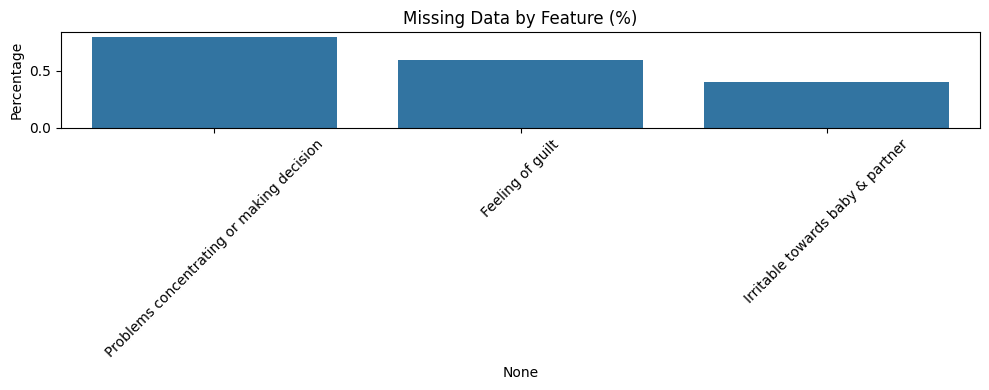 Missing Data by Feature (%)
Percentage
0.5
0.0
Problems concentrating or making decision
Feeling of guilt
Irritable towards baby & partner
None